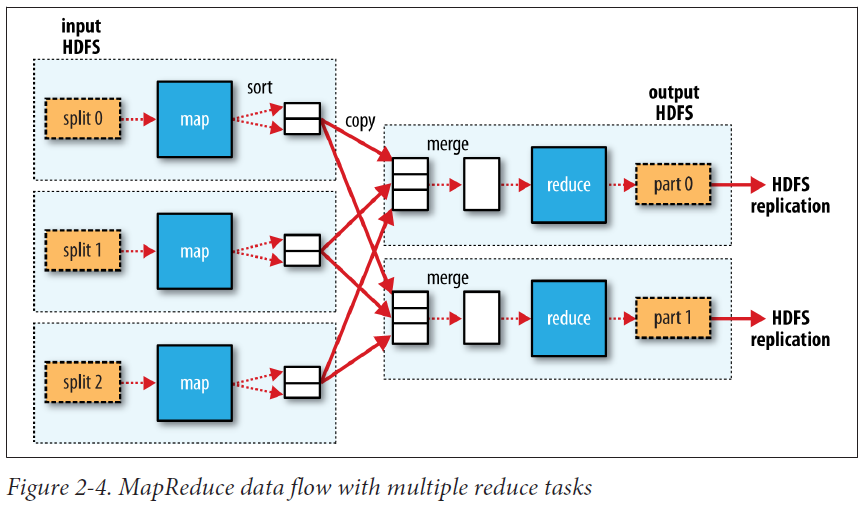 input
HDFS
split 0
map
sort
copy
split 1
map
split 2
map
output
HDFS
merge
reduce
part 0
HDFS
replication
merge
reduce
part 1
HDFS
replication
Figure 2-4. MapReduce data flow with multiple reduce tasks